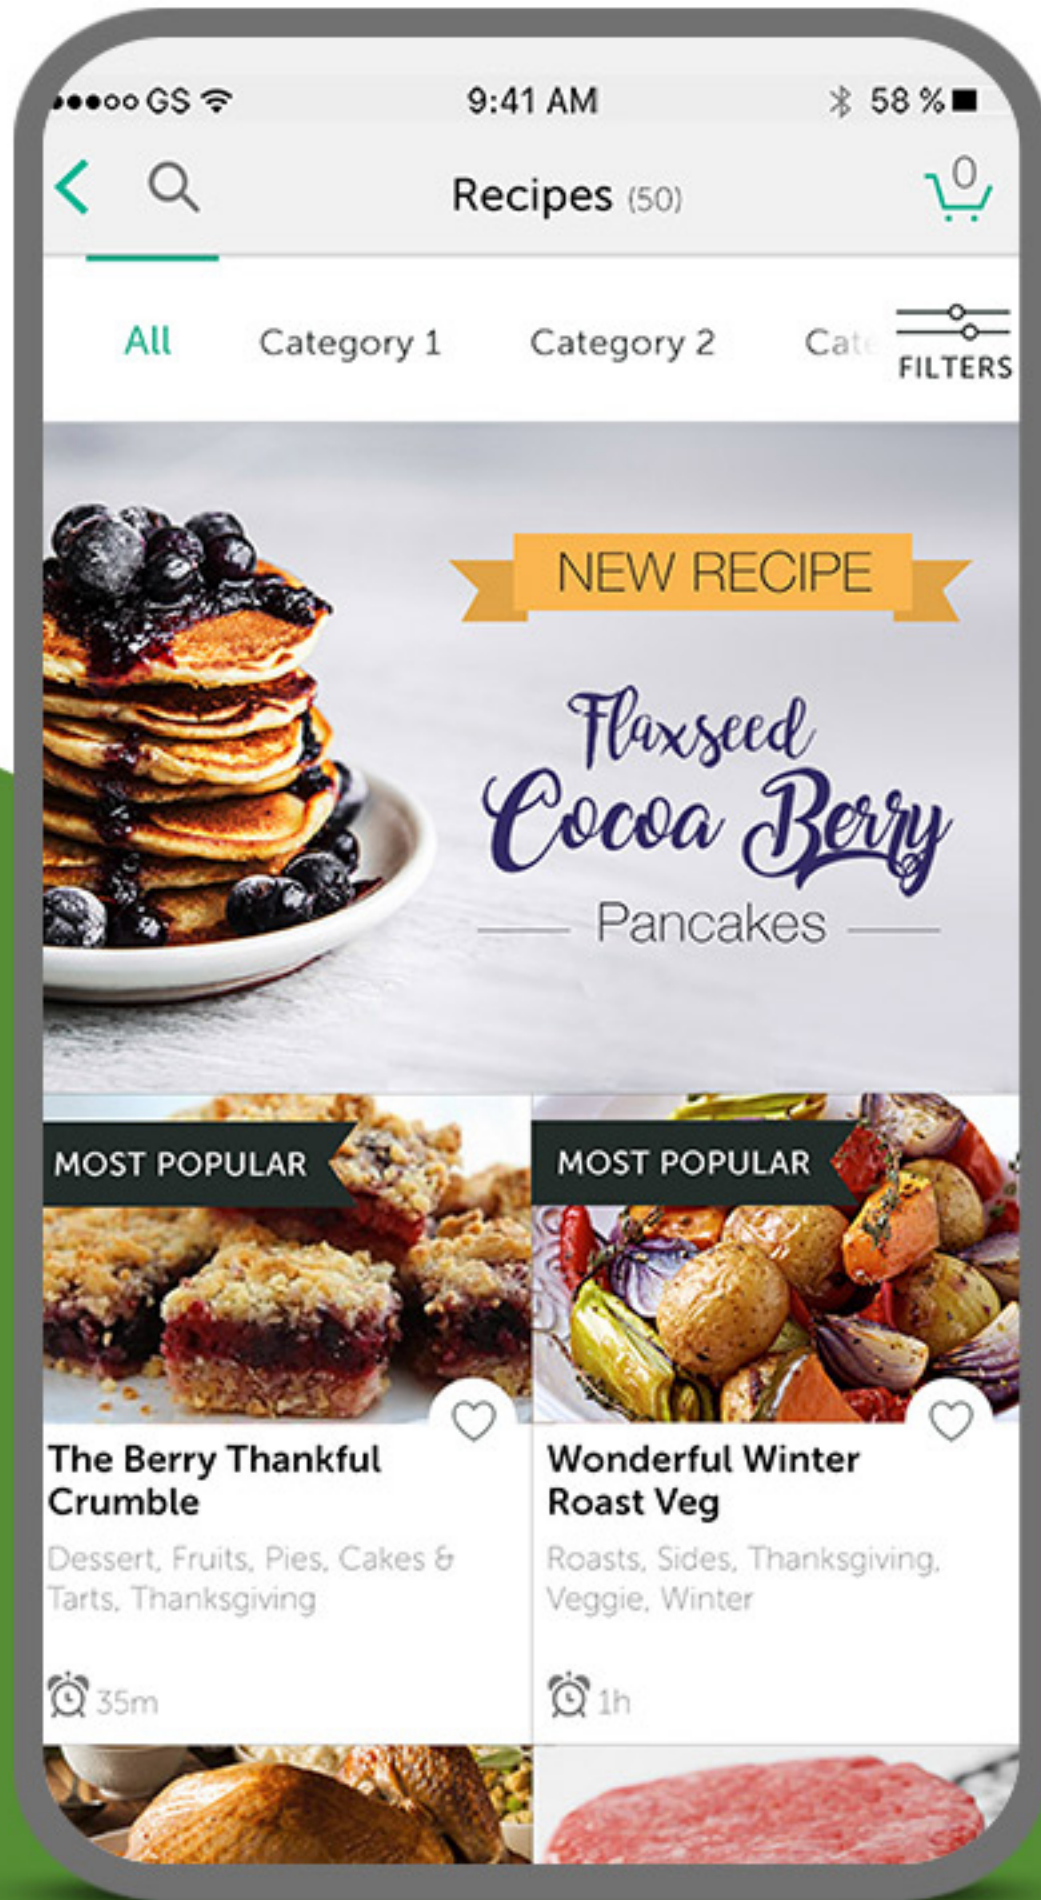 GS 9:41 AM 58 %
Recipes (50) 0
All Category 1 Category 2
FILTERS
NEW RECIPE
Flaxseed
Cocoa Berry
Pancakes
MOST POPULAR
The Berry Thankful
Crumble
Dessert, Fruits, Pies, Cakes &
Tarts, Thanksgiving
35m
MOST POPULAR
Wonderful Winter
Roast Veg
Roasts, Sides, Thanksgiving,
Veggie, Winter
1h